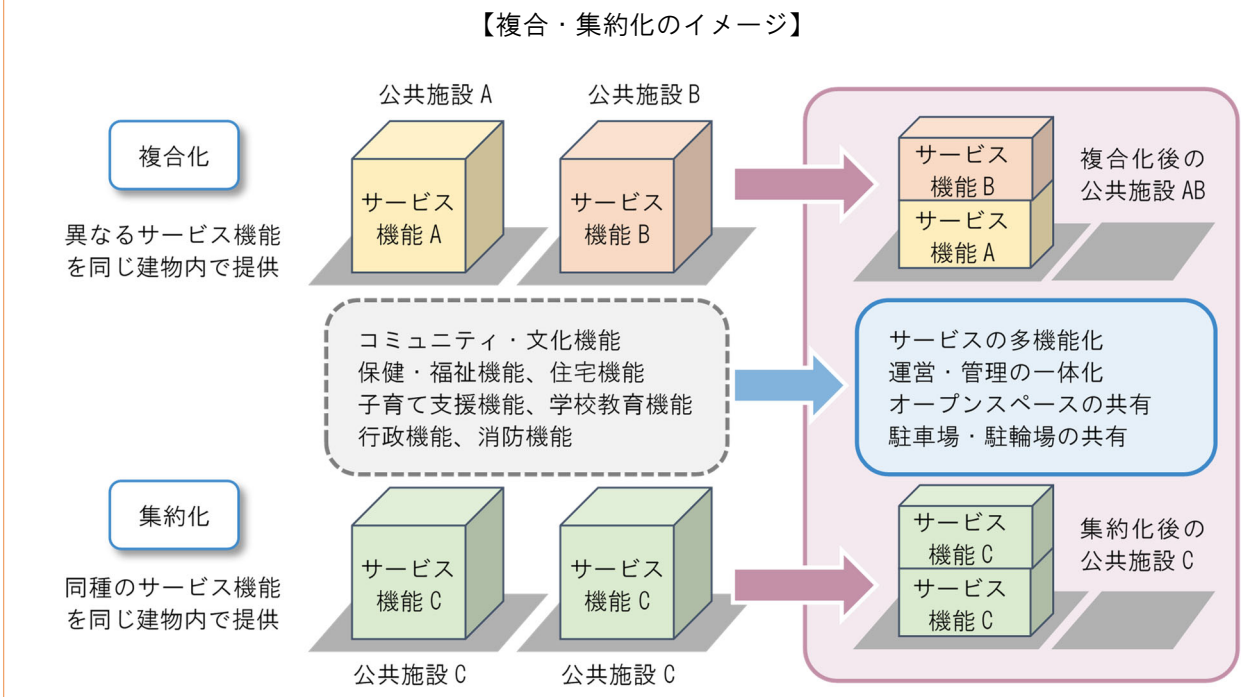 【複合・集約化のイメージ】
複合化
異なるサービス機能
を同じ建物内で提供
公共施設 A
サービス
機能 A
公共施設 B
サービス
機能 B
サービス
機能 B
サービス
機能 A
複合化後の
公共施設 AB
コミュニティ・文化機能
保健・福祉機能、住宅機能
子育て支援機能、学校教育機能
行政機能、消防機能
サービスの多機能化
運営・管理の一体化
オープンスペースの共有
駐車場・駐輪場の共有
集約化
同種のサービス機能
を同じ建物内で提供
サービス
機能 C
公共施設 C
サービス
機能 C
公共施設 C
サービス
機能 C
サービス
機能 C
集約化後の
公共施設 C